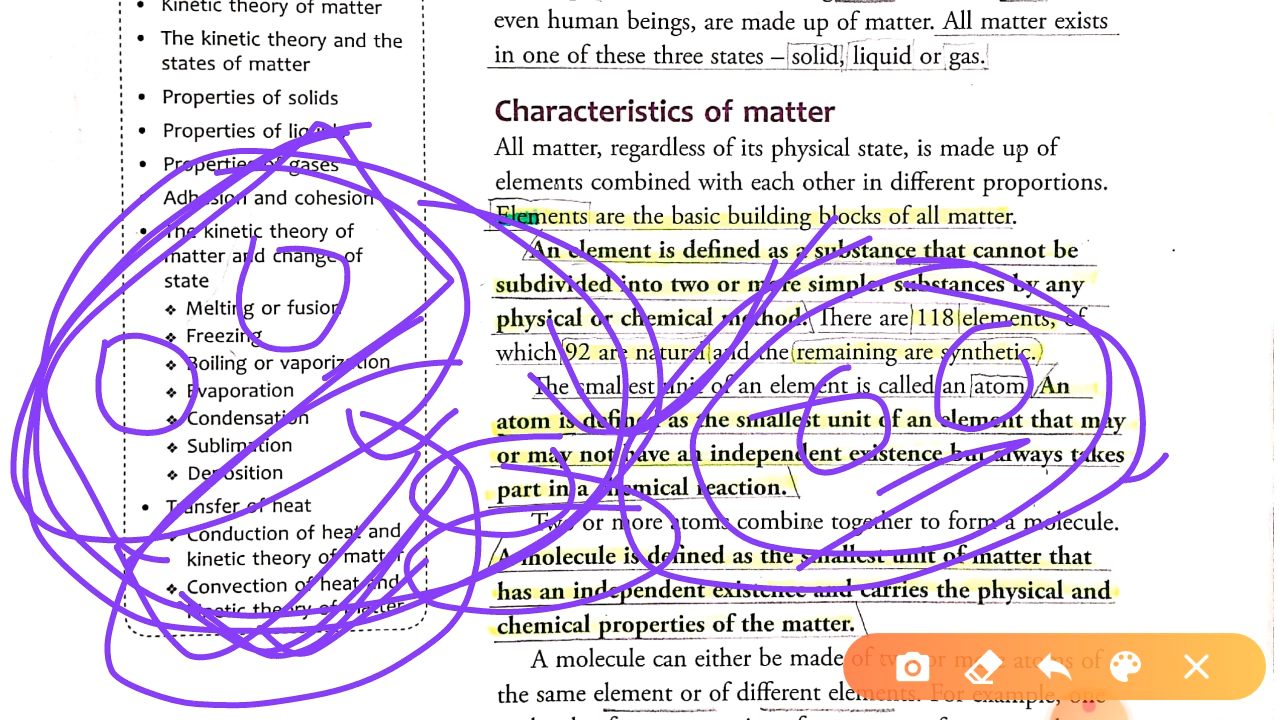 Kinetic theory of matter
The kinetic theory and the
states of matter
Properties of solids
Properties of liquids
Properties of gases
Adhesion and cohesion
The kinetic theory of
matter and change of
state
Melting or fusion
Freezing
Boiling or vaporization
Evaporation
Condensation
Sublimation
Deposition
Transfer of heat
Conduction of heat and
kinetic theory of matter
Convection of heat and
kinetic theory of matter
even human beings, are made up of matter. All matter exists
in one of these three states – solid, liquid or gas.
Characteristics of matter
All matter, regardless of its physical state, is made up of
elements combined with each other in different proportions.
Elements are the basic building blocks of all matter.
An element is defined as a substance that cannot be
subdivided into two or more simpler substances by any
physical or chemical method. There are 118 elements, of
which 92 are natural and the remaining are synthetic.
The smallest unit of an element is called an atom. An
atom is defined as the smallest unit of an element that may
or may not have an independent existence but always takes
part in a chemical reaction.
Two or more atoms combine together to form a molecule.
A molecule is defined as the smallest unit of matter that
has an independent existence and carries the physical and
chemical properties of the matter.
A molecule can either be made of two or more atoms of
the same element or of different elements. For example, one